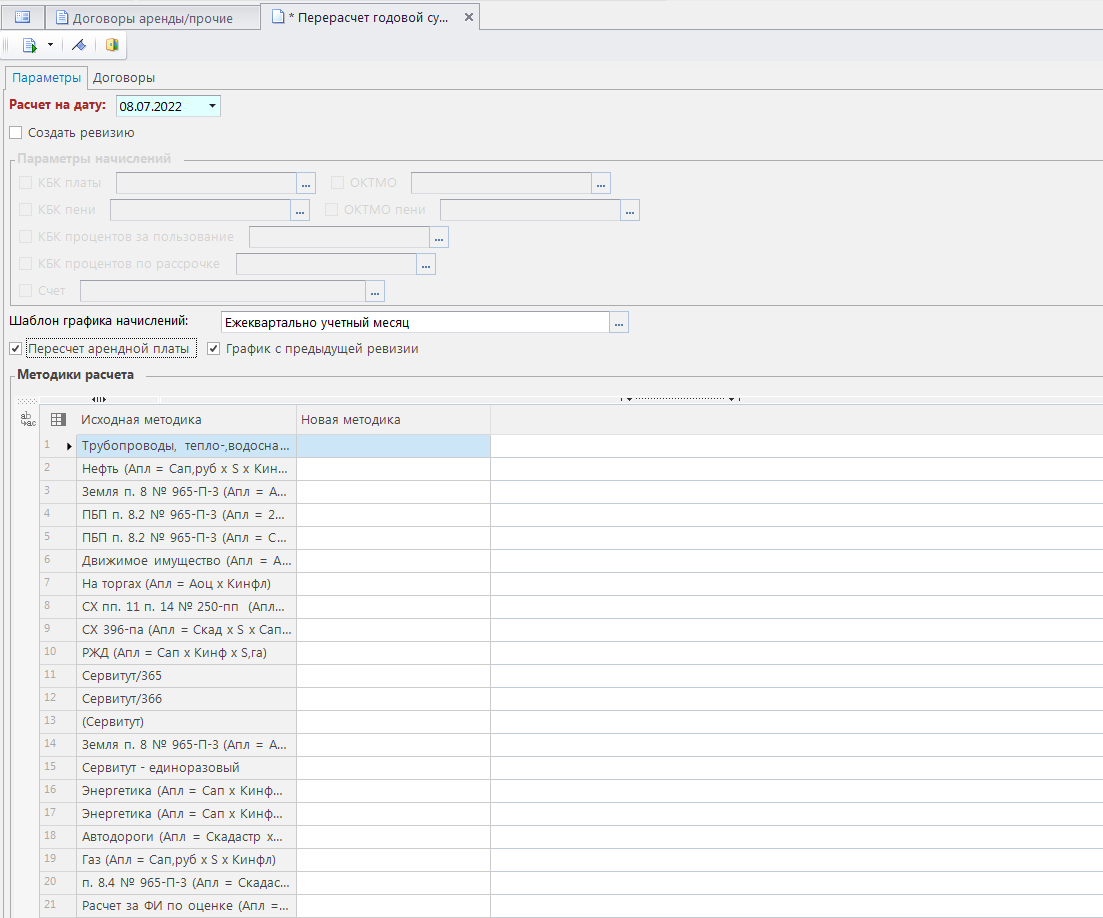 Договоры аренды/прочие
* Перерасчет годовой су...
Параметры Договоры
Расчет на дату: 08.07.2022
Создать ревизию
Параметры начислений
КБК платы ... ОКТМО ...
КБК пени ... ОКТМО пени ...
КБК процентов за пользование ...
КБК процентов по рассрочке ...
Счет ...
Шаблон графика начислений: Ежеквартально учетный месяц ...
Пересчет арендной платы График с предыдущей ревизии
Методики расчета
Исходная методика Новая методика
1 Трубопроводы, тепло-,водосна...
2 Нефть (Апл = Сап,руб х S х Кин...
3 Земля п. 8 № 965-П-3 (Апл = А...
4 ПБП п. 8.2 № 965-П-3 (Апл = 2...
5 ПБП п. 8.2 № 965-П-3 (Апл = С...
6 Движимое имущество (Апл = А...
7 На торгах (Апл = Аоц х Кинфл)
8 СХ пп. 11 п. 14 № 250-пп (Апл...
9 СХ 396-па (Апл = Скад х S х Сап...
10 РЖД (Апл = Сап х Кинф х S,га)
11 Сервитут/365
12 Сервитут/366
13 (Сервитут)
14 Земля п. 8 № 965-П-3 (Апл = А...
15 Сервитут - единоразовый
16 Энергетика (Апл = Сап х Кинф...
17 Энергетика (Апл = Сап х Кинф...
18 Автодороги (Апл = Скадастр х...
19 Газ (Апл = Сап,руб х S х Кинфл)
20 п. 8.4 № 965-П-3 (Апл = Скадас...
21 Расчет за ФИ по оценке (Апл =...